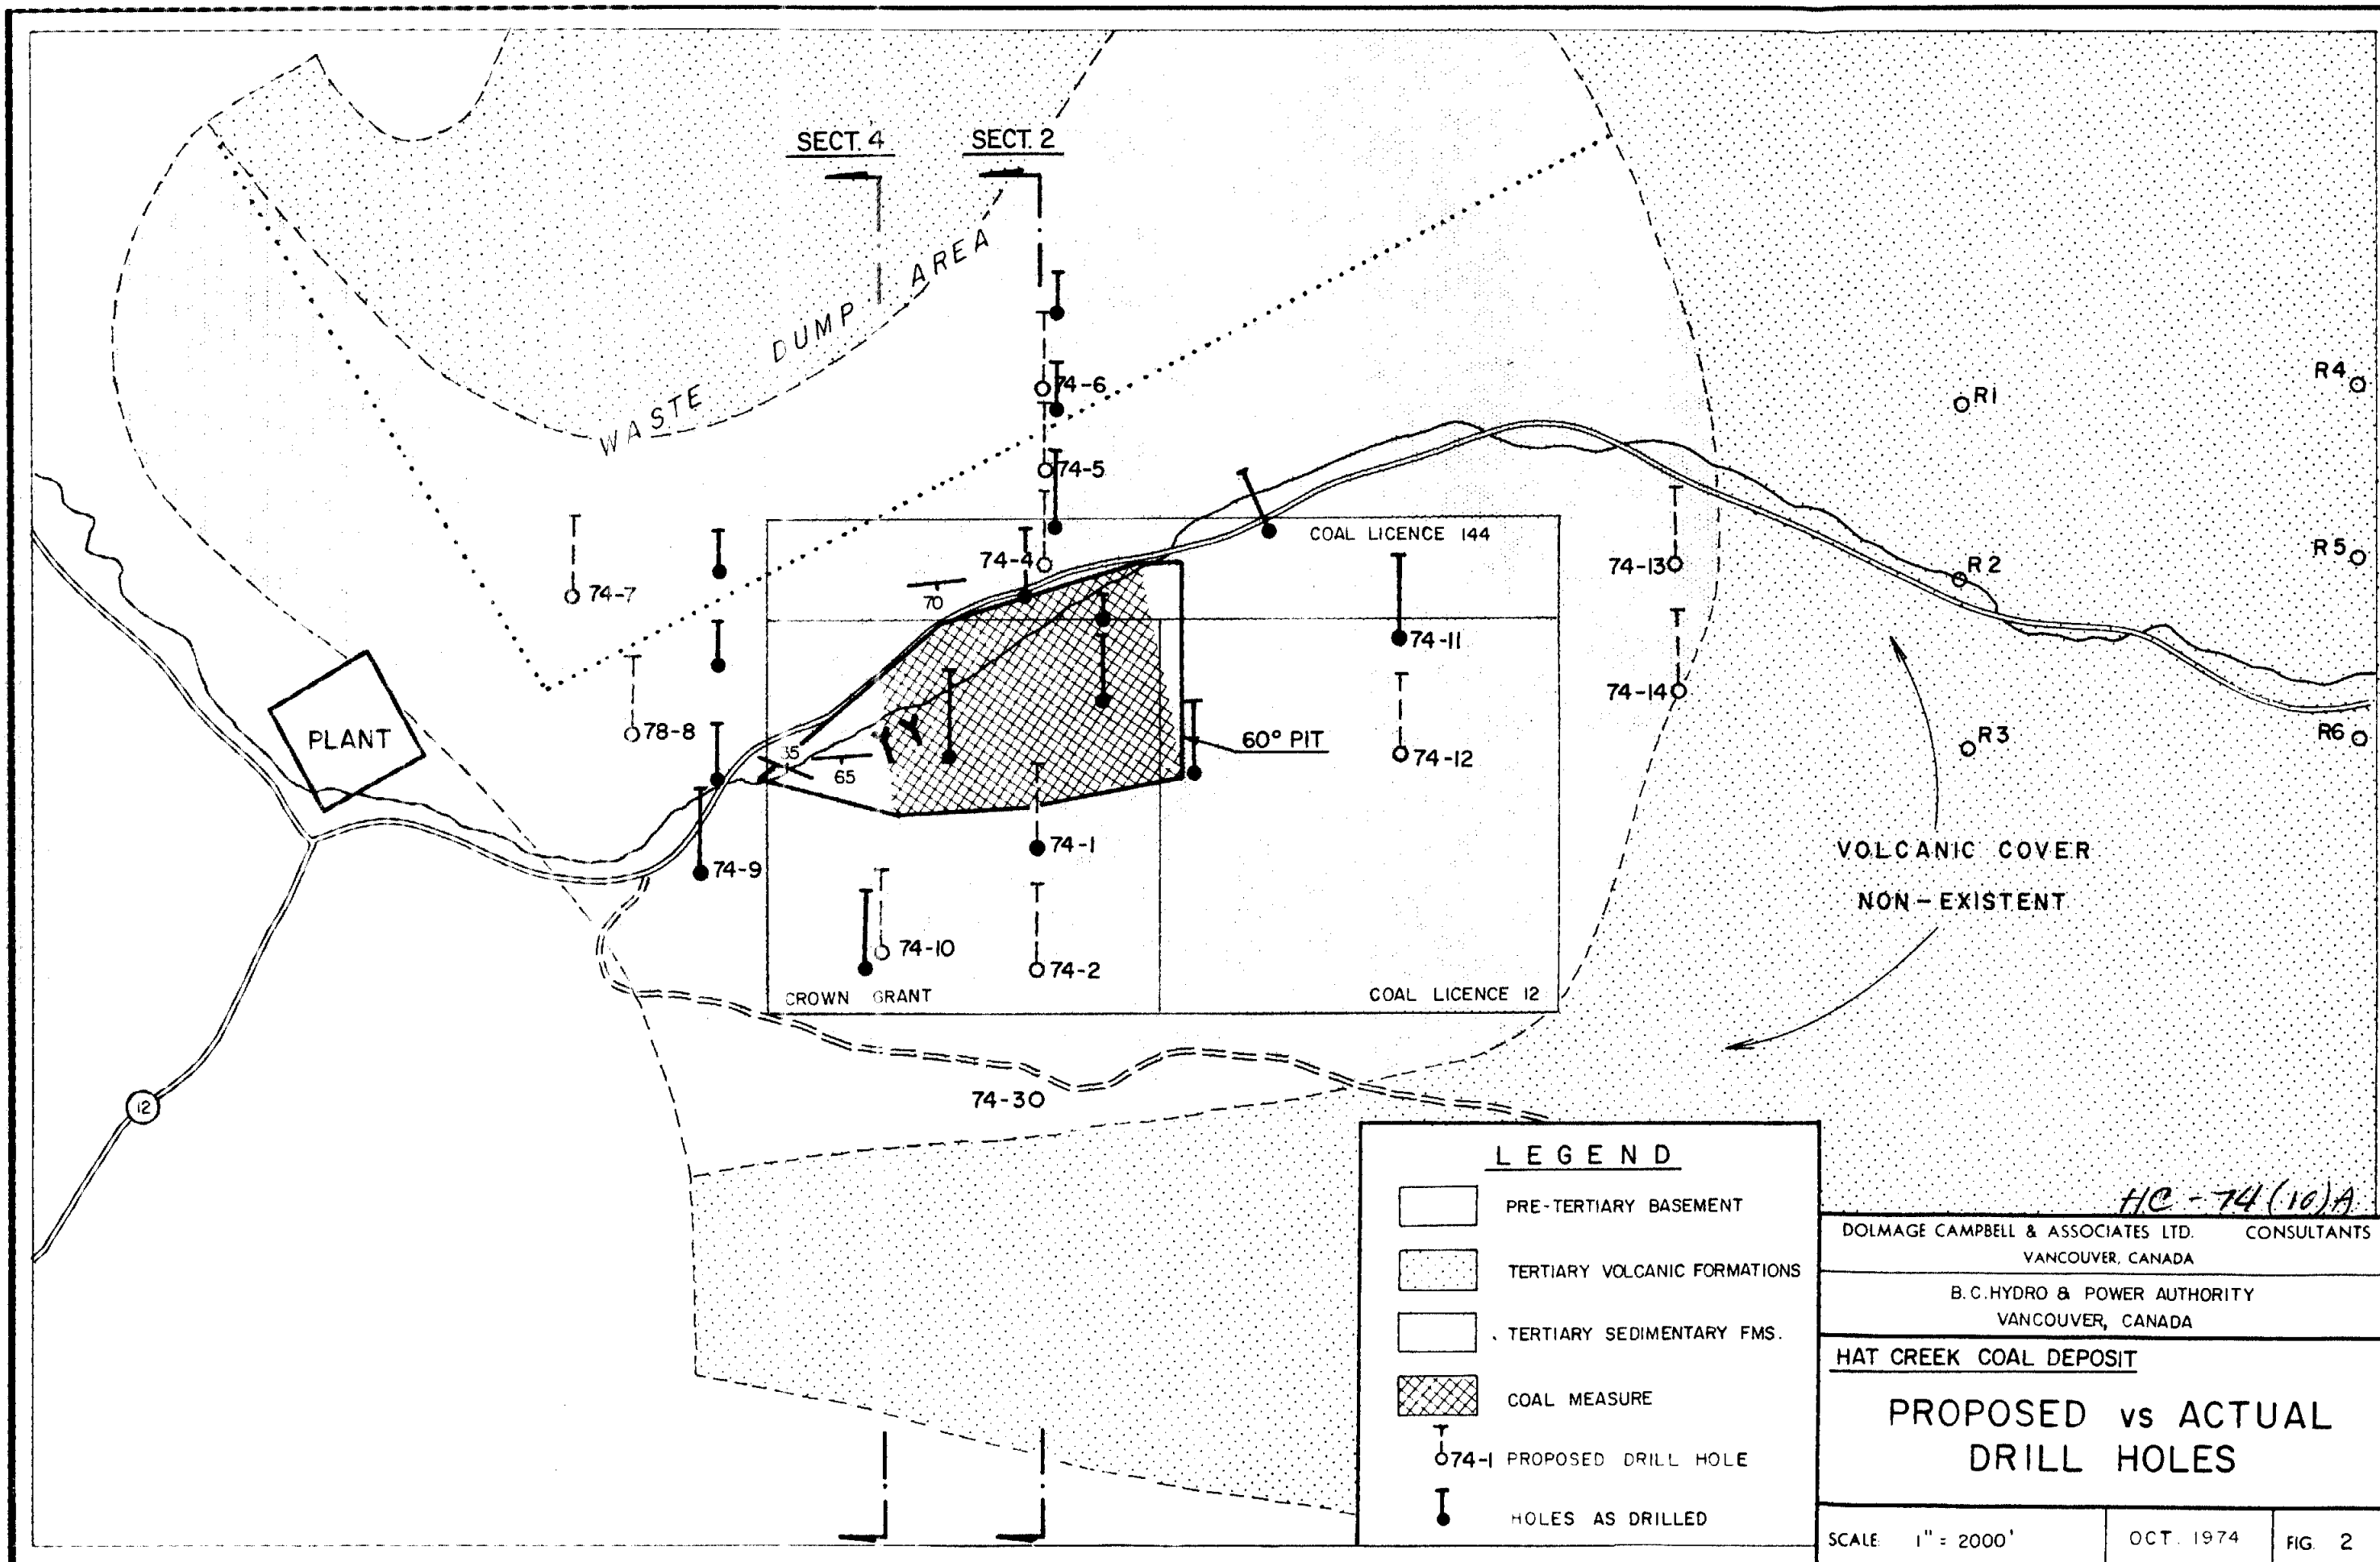 SECT. 4
SECT. 2
WASTE DUMP AREA
74-6
74-5
74-4
74-7
78-8
PLANT
70
COAL LICENCE 144
74-11
74-12
74-13
74-14
R1
R2
R3
R4
R5
R6
35
65
60° PIT
74-1
74-9
74-10
74-2
CROWN GRANT
COAL LICENCE 12
VOLCANIC COVER
NON-EXISTENT
12
74-3
LEGEND
PRE-TERTIARY BASEMENT
TERTIARY VOLCANIC FORMATIONS
TERTIARY SEDIMENTARY FMS.
COAL MEASURE
74-1 PROPOSED DRILL HOLE
HOLES AS DRILLED
HC-74(10)A
DOLMAGE CAMPBELL & ASSOCIATES LTD. CONSULTANTS
VANCOUVER, CANADA
B.C. HYDRO & POWER AUTHORITY
VANCOUVER, CANADA
HAT CREEK COAL DEPOSIT
PROPOSED vs ACTUAL
DRILL HOLES
SCALE 1" = 2000'
OCT. 1974
FIG. 2